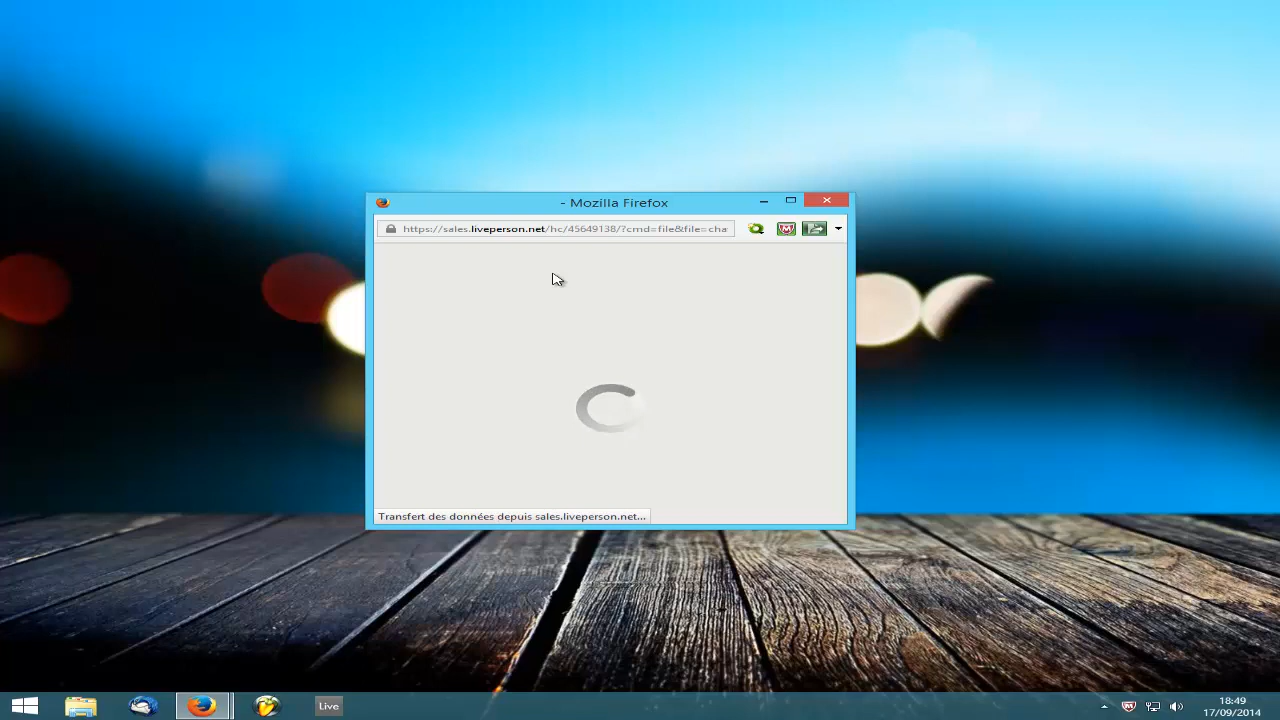 - Mozilla Firefox
https://sales.liveperson.net/hc/45649138/?cmd=file&file=cha
Transfert des données depuis sales.liveperson.net...
Live
18:49
17/09/2014